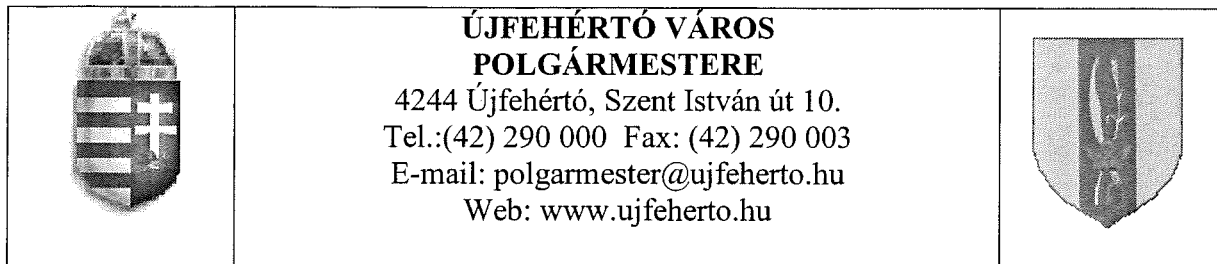 ÚJFEHÉRTÓ VÁROS
POLGÁRMESTERE
4244 Újfehértó, Szent István út 10.
Tel.:(42) 290 000 Fax: (42) 290 003
E-mail: polgarmester@ujfeherto.hu
Web: www.ujfeherto.hu